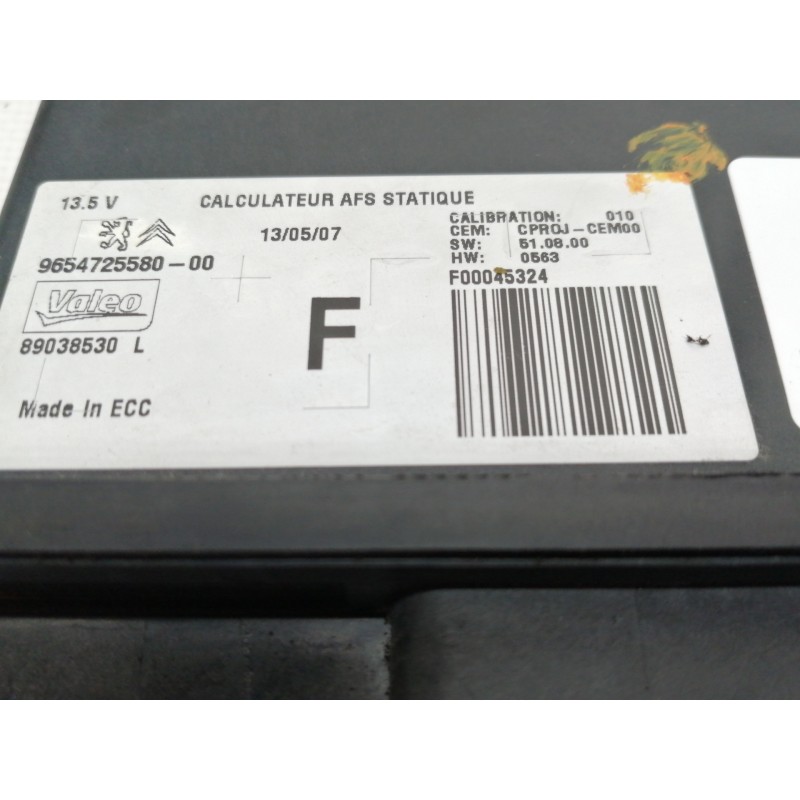 13.5 V
CALCULATEUR AFS STATIQUE
13/05/07
9654725580-00
Valeo
89038530 L
Made In ECC
F
CALIBRATION: 010
CEM: CPROJ-CEM00
SW: 51.08.00
HW: 0563
F00045324